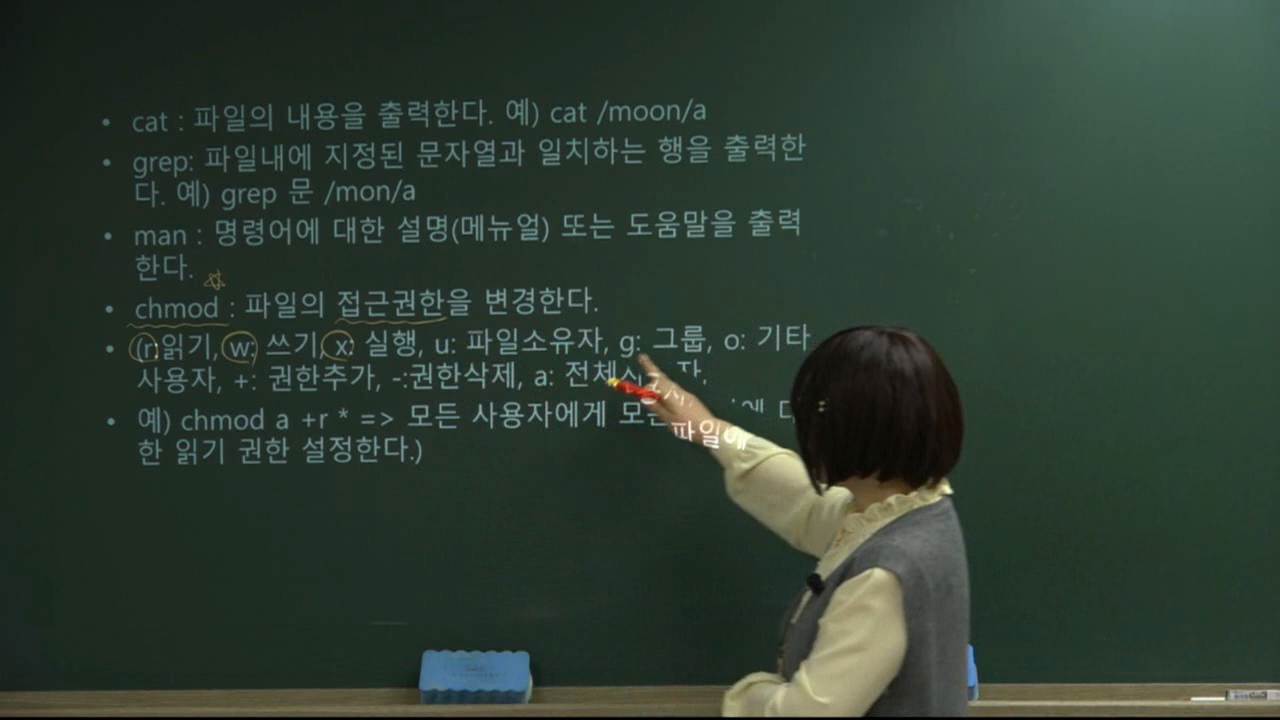 • cat : 파일의 내용을 출력한다. 예) cat /moon/a
• grep: 파일내에 지정된 문자열과 일치하는 행을 출력한
다. 예) grep 문 /mon/a
• man : 명령어에 대한 설명(메뉴얼) 또는 도움말을 출력
한다.
• chmod : 파일의 접근권한을 변경한다.
• (r:읽기, w: 쓰기, x: 실행, u: 파일소유자, g: 그룹, o: 기타
사용자, +: 권한추가, -:권한삭제, a: 전체
• 예) chmod a +r * => 모든 사용자에게 파일에
한 읽기 권한 설정한다.)